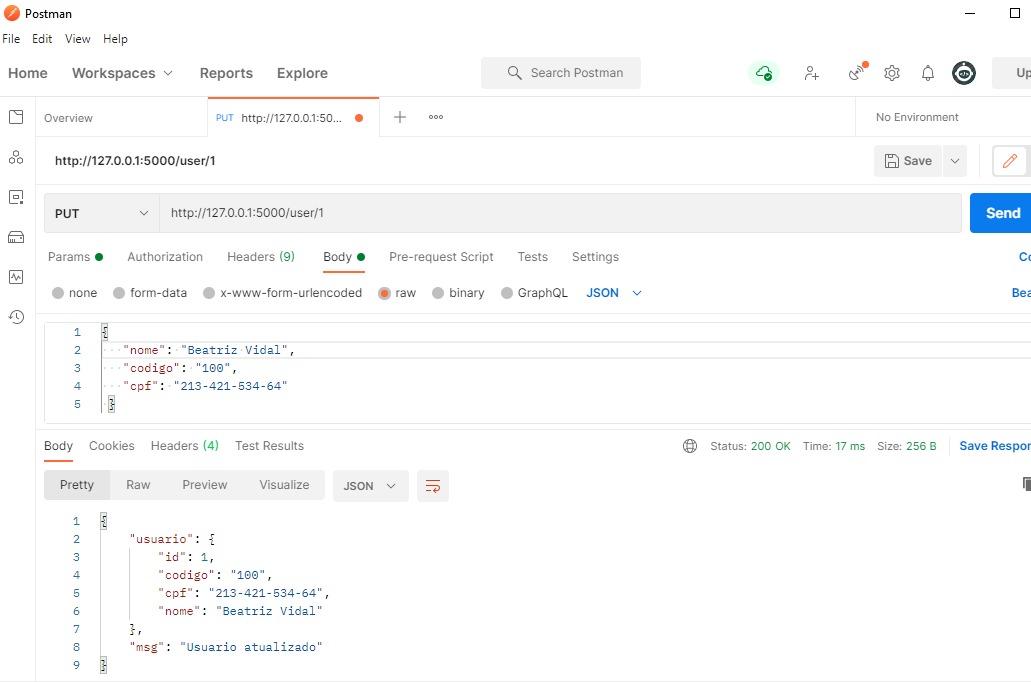 Postman
File Edit View Help
Home Workspaces Reports Explore Search Postman Up
Overview PUT http://127.0.0.1:50... No Environment
http://127.0.0.1:5000/user/1 Save
PUT http://127.0.0.1:5000/user/1 Send
Params Authorization Headers (9) Body Pre-request Script Tests Settings Co
none form-data x-www-form-urlencoded raw binary GraphQL JSON Bea
1 {
2 "nome": "Beatriz Vidal",
3 "codigo": "100",
4 "cpf": "213-421-534-64"
5 }
Body Cookies Headers (4) Test Results Status: 200 OK Time: 17 ms Size: 256 B Save Respon
Pretty Raw Preview Visualize JSON
1 {
2 "usuario": {
3 "id": 1,
4 "codigo": "100",
5 "cpf": "213-421-534-64",
6 "nome": "Beatriz Vidal"
7 },
8 "msg": "Usuario atualizado"
9 }